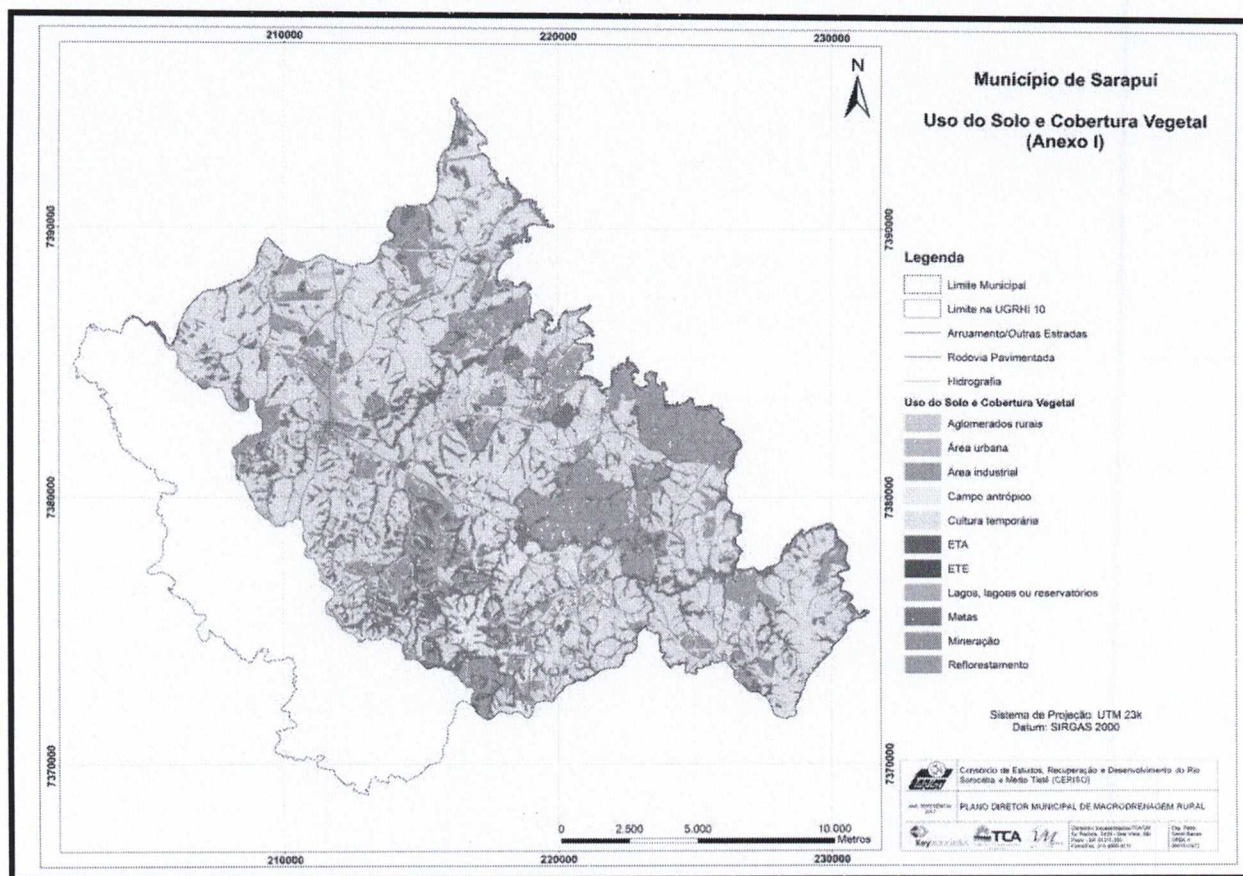 210000
220000
230000
7390000
7380000
7370000
7390000
7380000
7370000
210000
220000
230000
N
0 2.500 5.000 10.000
Metros
Município de Sarapuí
Uso do Solo e Cobertura Vegetal
(Anexo I)
Legenda
Limite Municipal
Limite na UGRHI 10
Arruamento/Outras Estradas
Rodovia Pavimentada
Hidrografia
Uso do Solo e Cobertura Vegetal
Aglomerados rurais
Área urbana
Área industrial
Campo antrópico
Cultura temporária
ETA
ETE
Lagos, lagoas ou reservatórios
Matas
Mineração
Reflorestamento
Sistema de Projeção: UTM 23k
Datum: SIRGAS 2000
Consórcio de Estudos, Recuperação e Desenvolvimento do Rio
Sorocaba e Médio Tietê (CERISO)
PLANO DIRETOR MUNICIPAL DE MACRODRENAGEM RURAL
Key
TCA